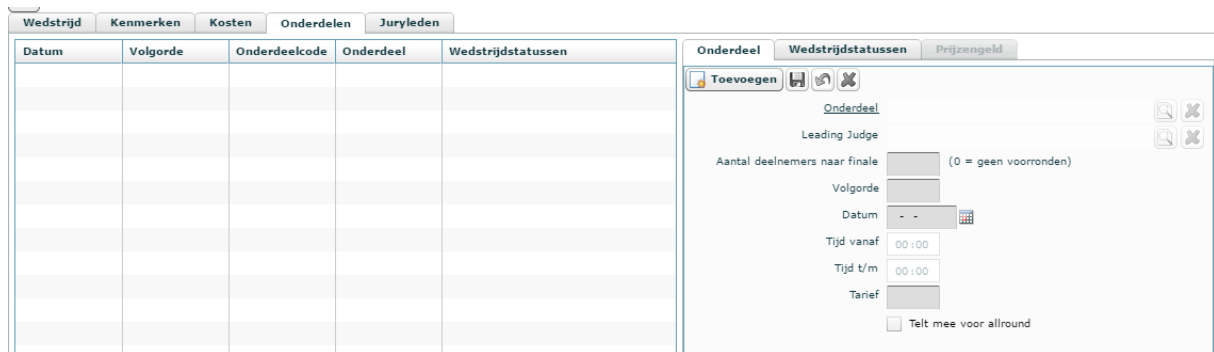 Wedstrijd Kenmerken Kosten Onderdelen Juryleden
Datum Volgorde Onderdeelcode Onderdeel Wedstrijdstatussen
Onderdeel Wedstrijdstatussen Prijzengeld
Toevoegen
Onderdeel
Leading Judge
Aantal deelnemers naar finale (0 = geen voorronden)
Volgorde
Datum - -
Tijd vanaf 00:00
Tijd t/m 00:00
Tarief
Telt mee voor allround